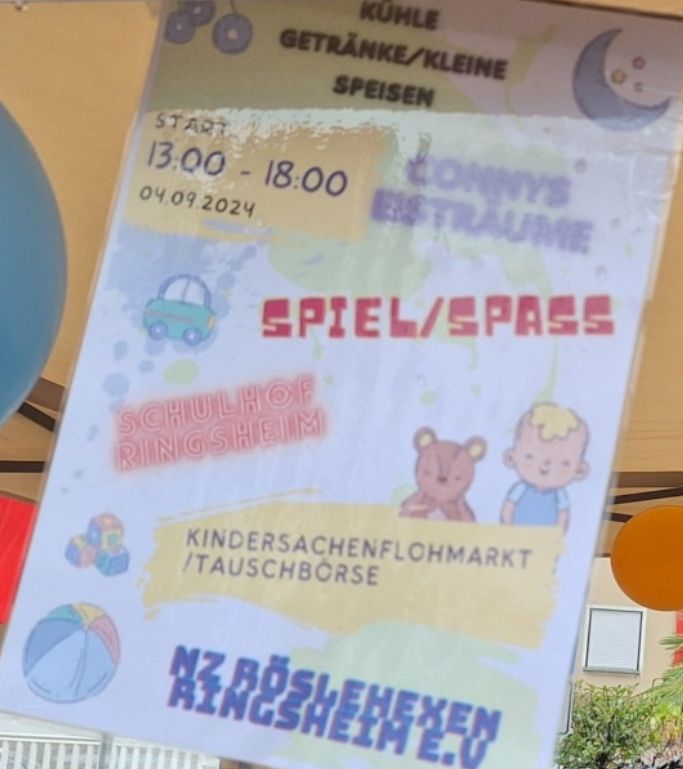 KÜHLE
GETRÄNKE/KLEINE
SPEISEN
START
13:00 - 18:00
04.09.2024
CONNYS
EISTRÄUME
SPIEL/SPASS
SCHULHOF
RINGSHEIM
KINDERSACHENFLOHMARKT
/TAUSCHBÖRSE
NZ RÖSLEHEXEN
RINGSHEIM E.V